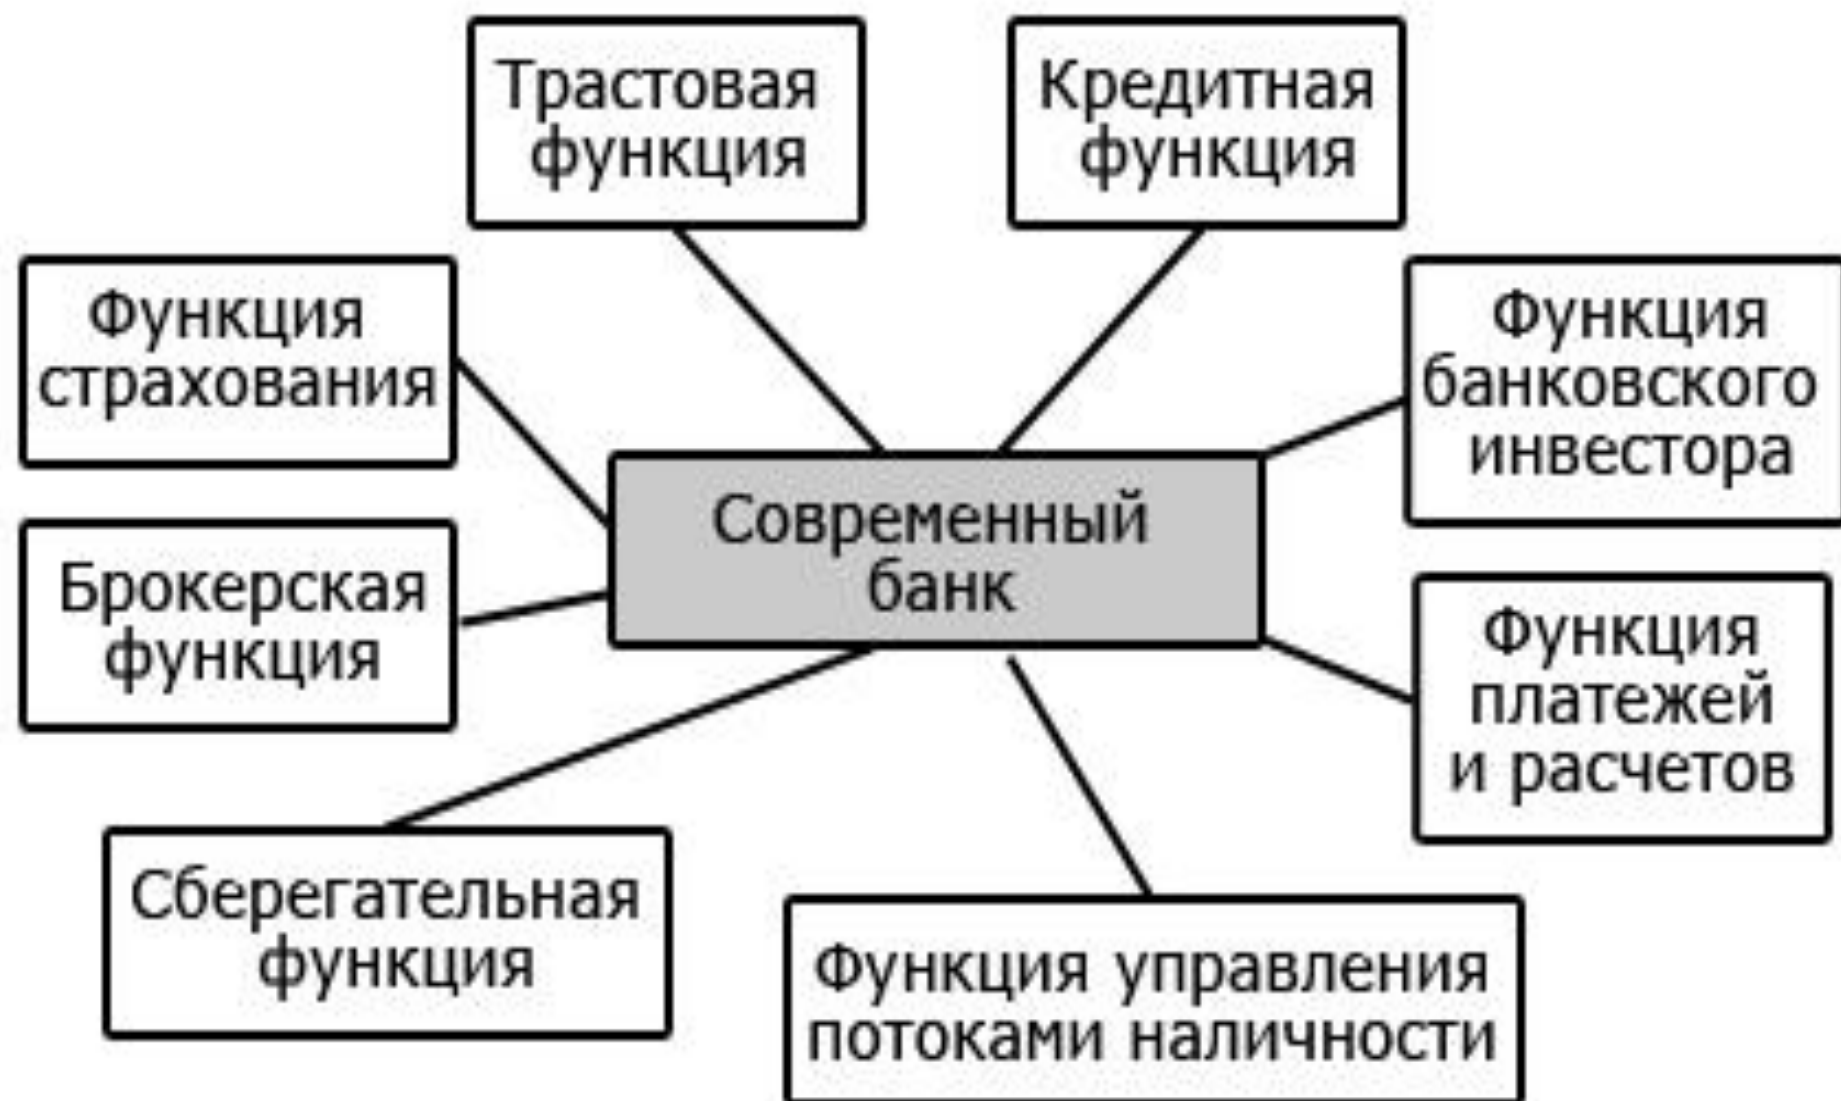 Трастовая
функция
Кредитная
функция
Функция
страхования
Функция
банковского
инвестора
Современный
банк
Брокерская
функция
Функция
платежей
и расчетов
Сберегательная
функция
Функция управления
потоками наличности